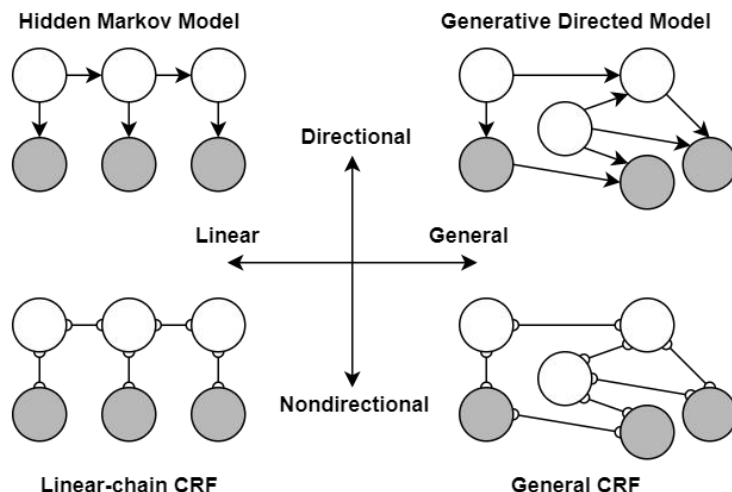 Hidden Markov Model
Generative Directed Model
Directional
Linear
General
Nondirectional
Linear-chain CRF
General CRF